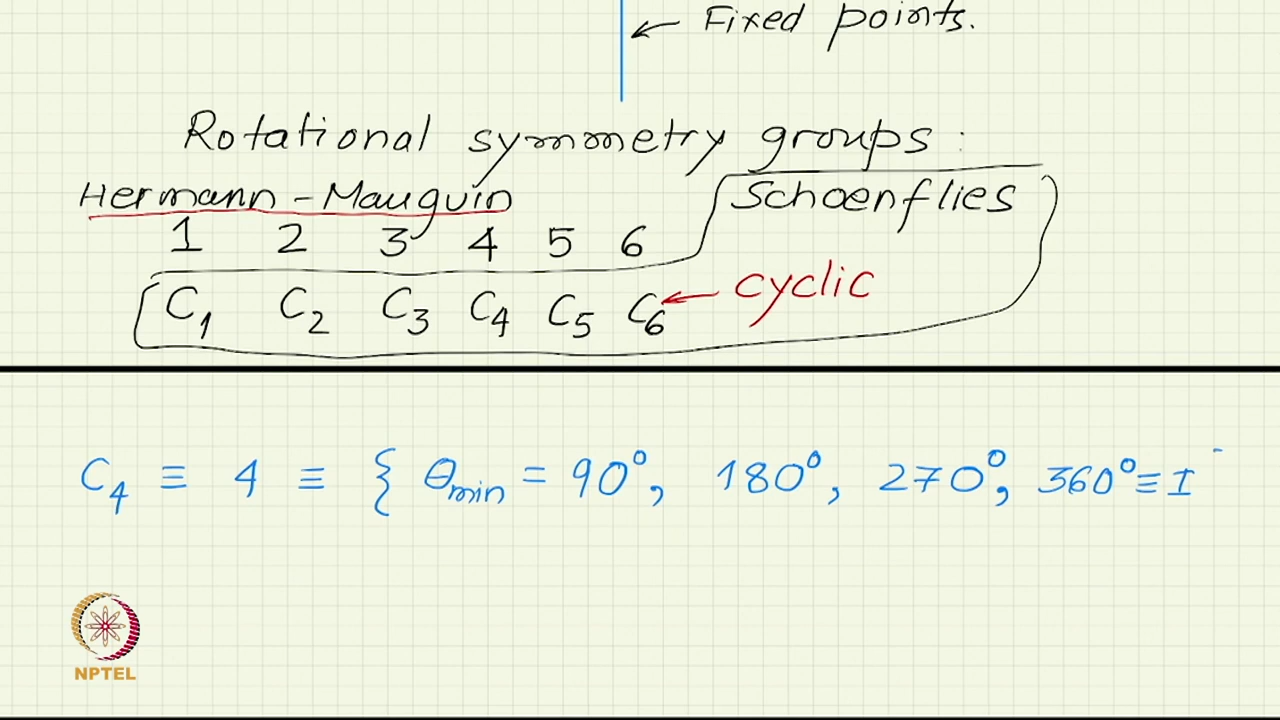 Fixed points.
Rotational symmetry groups :
Hermann - Mauguin Schoenflies
1 2 3 4 5 6
C₁ C₂ C₃ C₄ C₅ C₆ ← cyclic
C₄ ≡ 4 ≡ { θmin = 90°, 180°, 270°, 360° ≡ I
NPTEL